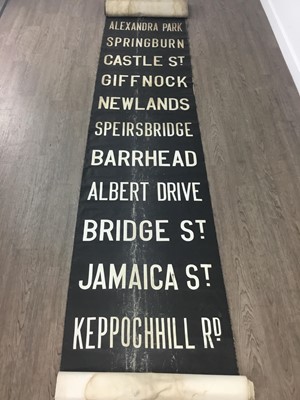 ALEXANDRA PARK
SPRINGBURN
CASTLE ST
GIFFNOCK
NEWLANDS
SPEIRSBRIDGE
BARRHEAD
ALBERT DRIVE
BRIDGE ST
JAMAICA ST
KEPPOCHHILL RD